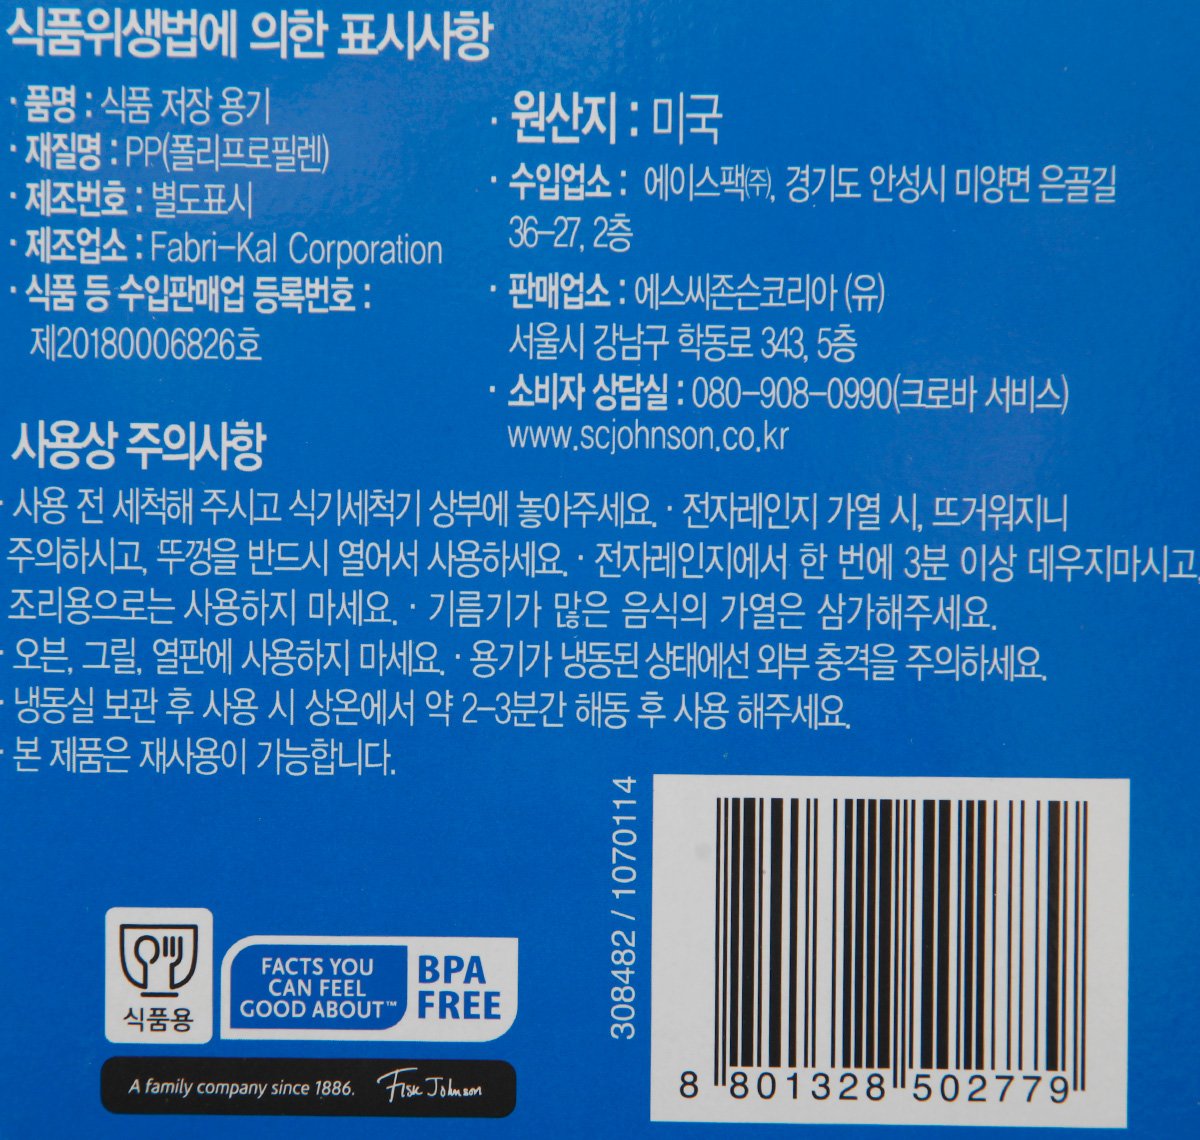 식품위생법에 의한 표시사항
· 품명 : 식품 저장 용기
· 재질명 : PP(폴리프로필렌)
· 제조번호 : 별도표시
· 제조업소 : Fabri-Kal Corporation
· 식품 등 수입판매업 등록번호 :
제20180006826호
· 원산지 : 미국
· 수입업소 : 에이스팩㈜, 경기도 안성시 미양면 은골길
36-27, 2층
· 판매업소 : 에스씨존슨코리아 (유)
서울시 강남구 학동로 343, 5층
· 소비자 상담실 : 080-908-0990(크로바 서비스)
www.scjohnson.co.kr
사용상 주의사항
· 사용 전 세척해 주시고 식기세척기 상부에 놓아주세요. · 전자레인지 가열 시, 뜨거워지니
주의하시고, 뚜껑을 반드시 열어서 사용하세요. · 전자레인지에서 한 번에 3분 이상 데우지마시고,
조리용으로는 사용하지 마세요. · 기름기가 많은 음식의 가열은 삼가해주세요.
· 오븐, 그릴, 열판에 사용하지 마세요. · 용기가 냉동된 상태에선 외부 충격을 주의하세요.
· 냉동실 보관 후 사용 시 상온에서 약 2-3분간 해동 후 사용 해주세요.
· 본 제품은 재사용이 가능합니다.
308482 / 1070114
식품용
FACTS YOU
CAN FEEL
GOOD ABOUT™
BPA
FREE
A family company since 1886. Fisk Johnson
8 801328 502779